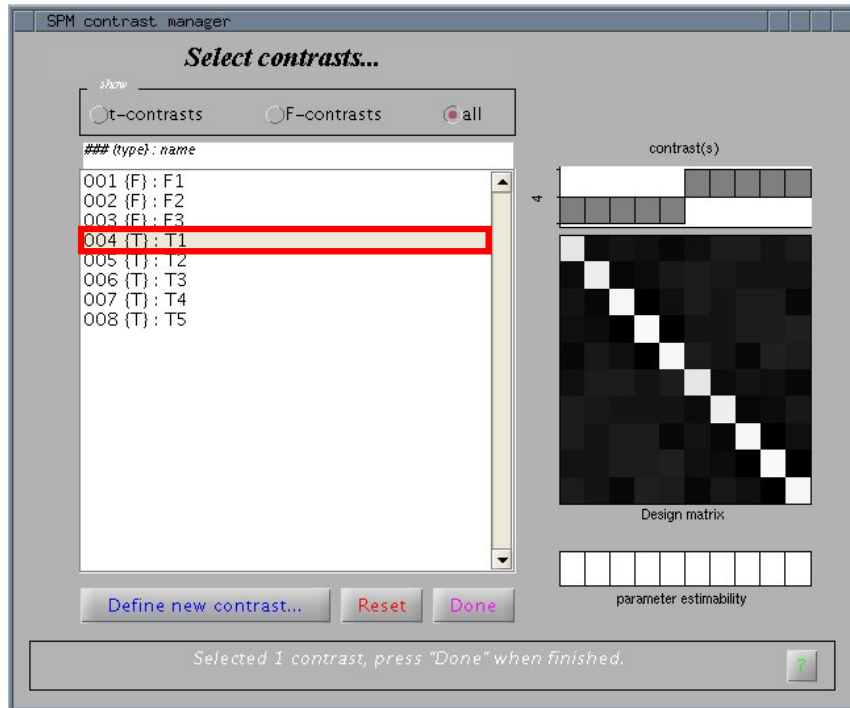 SPM contrast manager
Select contrasts...
show
t-contrasts F-contrasts all
### {type} : name
001 {F} : F1
002 {F} : F2
003 {F} : F3
004 {T} : T1
005 {T} : T2
006 {T} : T3
007 {T} : T4
008 {T} : T5
contrast(s)
4
Design matrix
parameter estimability
Define new contrast... Reset Done
Selected 1 contrast, press "Done" when finished.
?